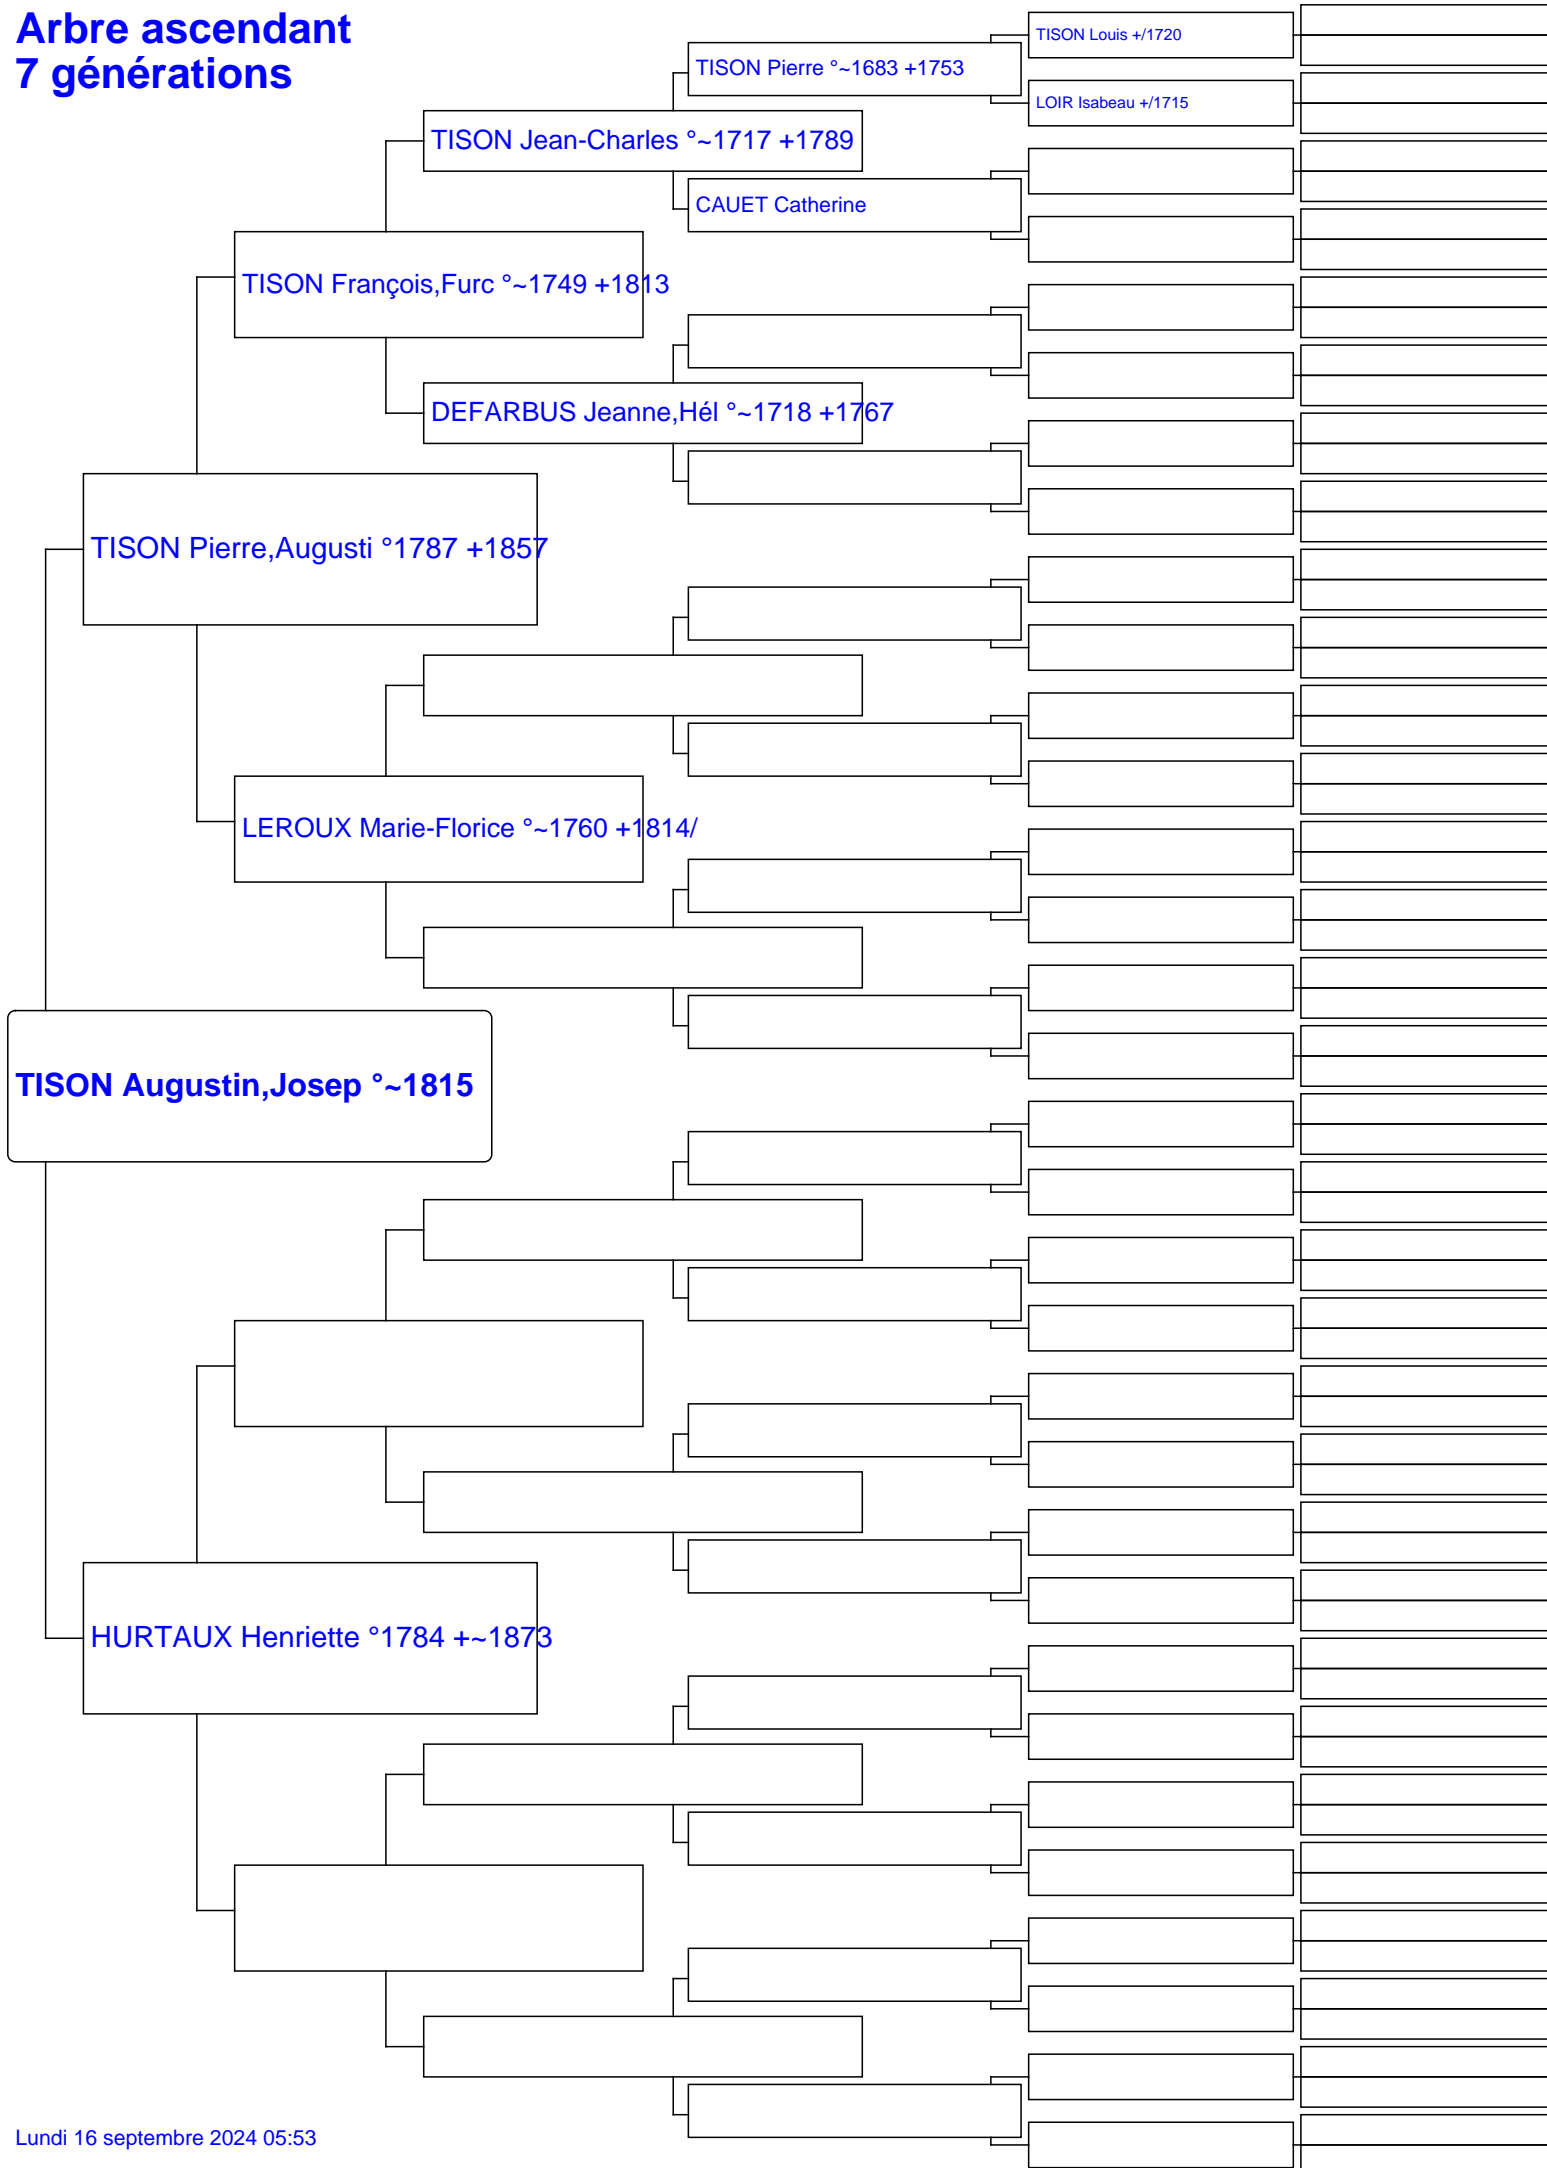 Arbre ascendant
7 générations
TISON Louis +/1720
TISON Pierre °~1683 +1753
LOIR Isabeau +/1715
TISON Jean-Charles °~1717 +1789
CAUET Catherine
TISON François,Furc °~1749 +1813
DEFARBUS Jeanne,Hél °~1718 +1767
TISON Pierre,Augusti °1787 +1857
LEROUX Marie-Florice °~1760 +1814/
TISON Augustin,Josep °~1815
HURTAUX Henriette °1784 +~1873
Lundi 16 septembre 2024 05:53